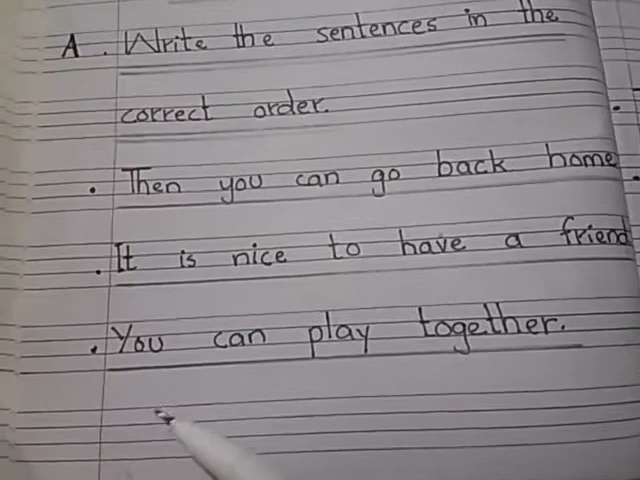 A. Write the sentences in the
correct order.
. Then you can go back home
. It is nice to have a friend
. You can play together.